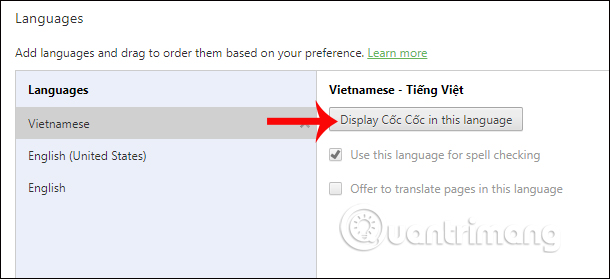 Languages
Add languages and drag to order them based on your preference. Learn more
Languages
Vietnamese
English (United States)
English
Vietnamese - Tiếng Việt
Display Cốc Cốc in this language
Use this language for spell checking
Offer to translate pages in this language
Quantrimang